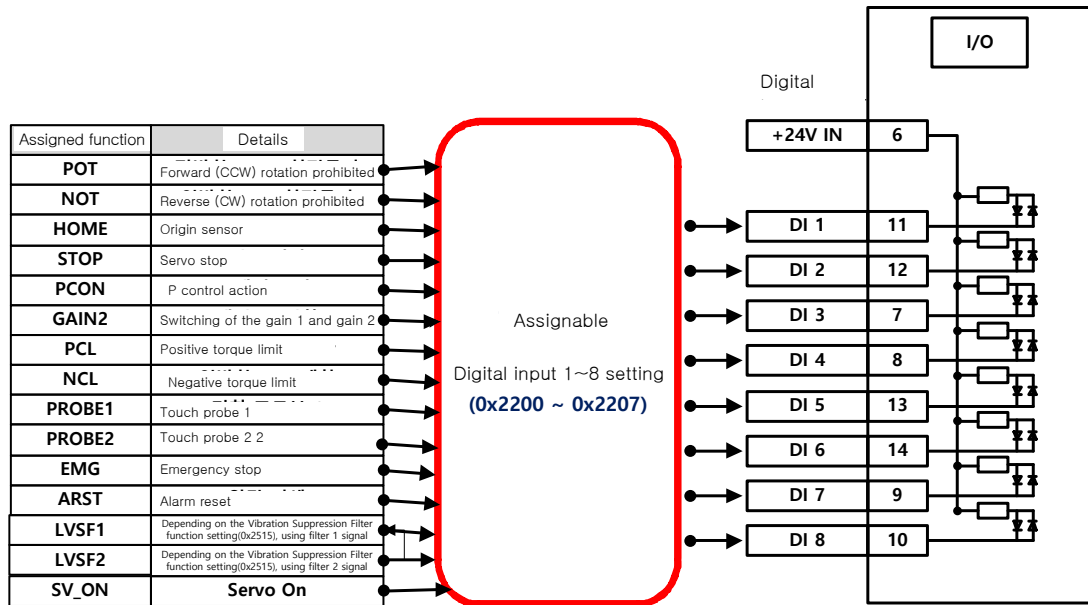 I/O
Digital
+24V IN 6
Assigned function Details
POT Forward (CCW) rotation prohibited
NOT Reverse (CW) rotation prohibited
HOME Origin sensor
STOP Servo stop
PCON P control action
GAIN2 Switching of the gain 1 and gain 2
PCL Positive torque limit
NCL Negative torque limit
PROBE1 Touch probe 1
PROBE2 Touch probe 2 2
EMG Emergency stop
ARST Alarm reset
LVSF1 Depending on the Vibration Suppression Filter
function setting(0x2515), using filter 1 signal
LVSF2 Depending on the Vibration Suppression Filter
function setting(0x2515), using filter 2 signal
SV_ON Servo On
Assignable
Digital input 1~8 setting
(0x2200 ~ 0x2207)
DI 1 11
DI 2 12
DI 3 7
DI 4 8
DI 5 13
DI 6 14
DI 7 9
DI 8 10